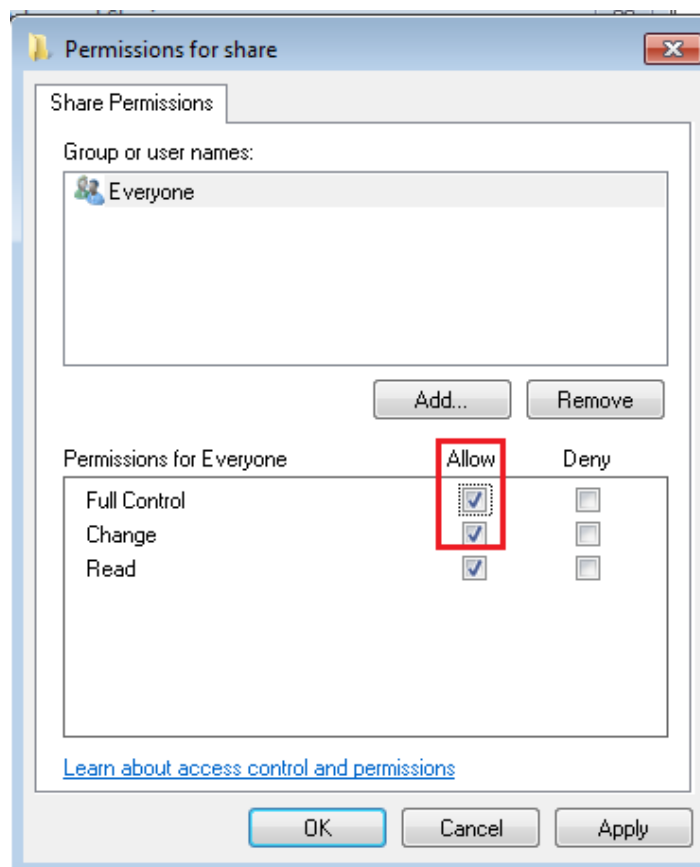 Permissions for share
Share Permissions
Group or user names:
Everyone
Add... Remove
Permissions for Everyone Allow Deny
Full Control
Change
Read
Learn about access control and permissions
OK Cancel Apply